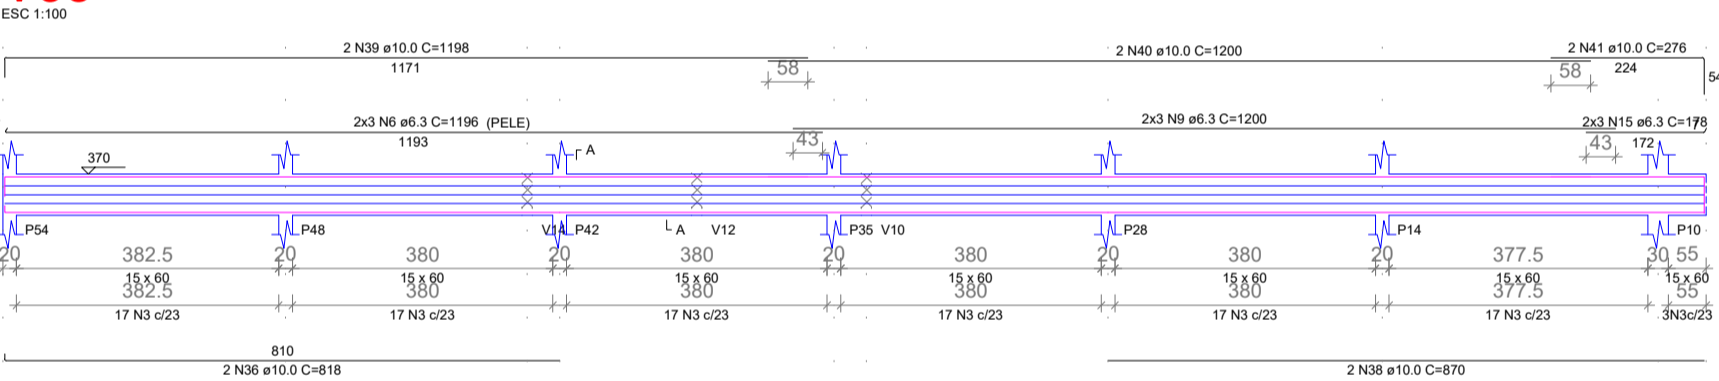 ESC 1:100
2 N39 ø10.0 C=1198
2 N40 ø10.0 C=1200
2 N41 ø10.0 C=276
1171
58
58
224
54
2x3 N6 ø6.3 C=1196 (PELE)
2x3 N9 ø6.3 C=1200
2x3 N15 ø6.3 C=178
1193
43
43
172
370
A
P54
P48
V14
P42
A
V12
P35
V10
P28
P14
P10
20
382.5
20
380
20
380
20
380
20
380
20
377.5
30
55
15 x 60
15 x 60
15 x 60
15 x 60
15 x 60
15 x 60
15 x 60
382.5
380
380
380
380
377.5
55
17 N3 c/23
17 N3 c/23
17 N3 c/23
17 N3 c/23
17 N3 c/23
17 N3 c/23
3N3c/23
810
2 N36 ø10.0 C=818
2 N38 ø10.0 C=870